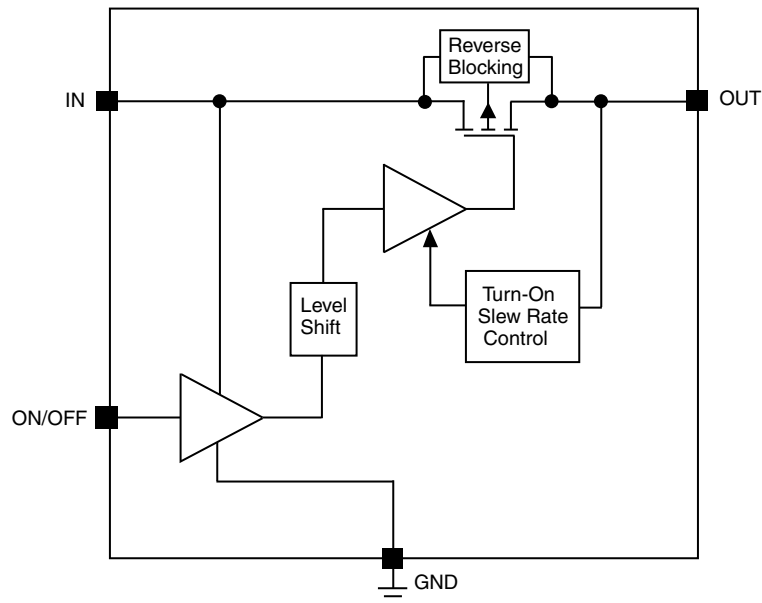 Reverse
Blocking
IN
OUT
Level
Shift
Turn-On
Slew Rate
Control
ON/OFF
GND